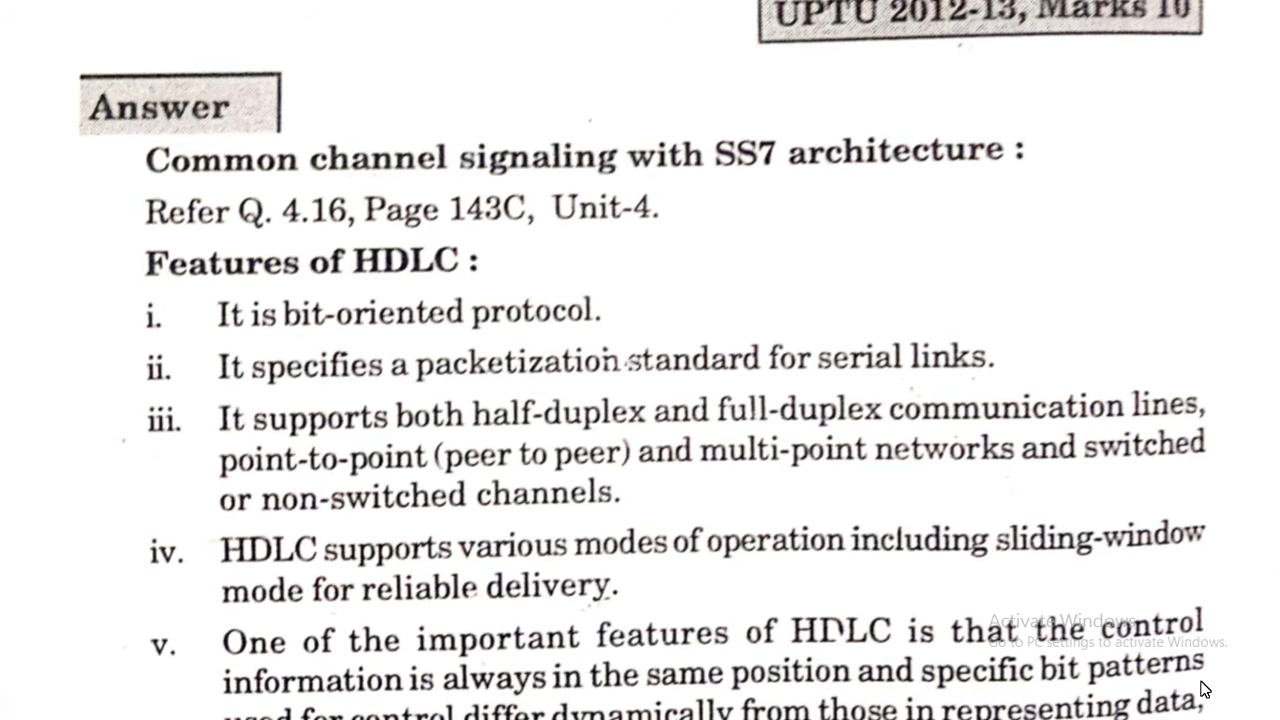 UPTU 2012-13, Marks 10
Answer
Common channel signaling with SS7 architecture :
Refer Q. 4.16, Page 143C, Unit-4.
Features of HDLC :
i. It is bit-oriented protocol.
ii. It specifies a packetization standard for serial links.
iii. It supports both half-duplex and full-duplex communication lines,
point-to-point (peer to peer) and multi-point networks and switched
or non-switched channels.
iv. HDLC supports various modes of operation including sliding-window
mode for reliable delivery.
v. One of the important features of HDLC is that the control
information is always in the same position and specific bit patterns
used for control differ dynamically from those in representing data,
Activate Windows
Go to PC settings to activate Windows.